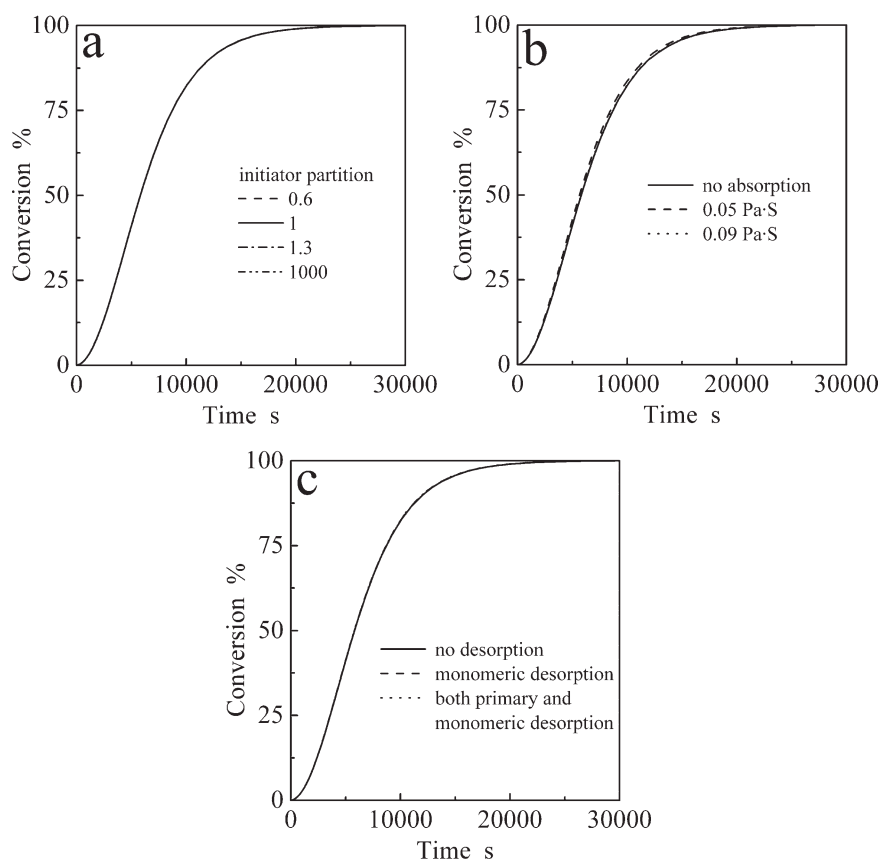 a
Conversion %
100
75
50
25
0
initiator partition
0.6
1
1.3
1000
0 10000 20000 30000
Time s
b
Conversion %
100
75
50
25
0
no absorption
0.05 Pa·S
0.09 Pa·S
0 10000 20000 30000
Time s
c
Conversion %
100
75
50
25
0
no desorption
monomeric desorption
both primary and
monomeric desorption
0 10000 20000 30000
Time s